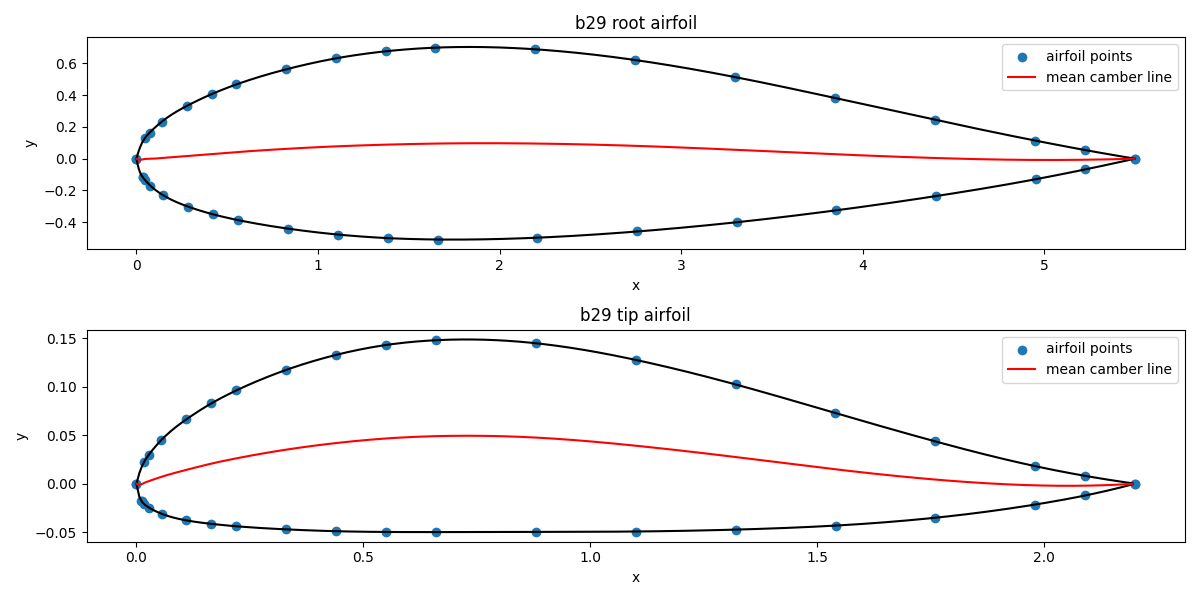 b29 root airfoil
airfoil points
mean camber line
y
0.6
0.4
0.2
0.0
−0.2
−0.4
0 1 2 3 4 5
x
b29 tip airfoil
airfoil points
mean camber line
y
0.15
0.10
0.05
0.00
−0.05
0.0 0.5 1.0 1.5 2.0
x